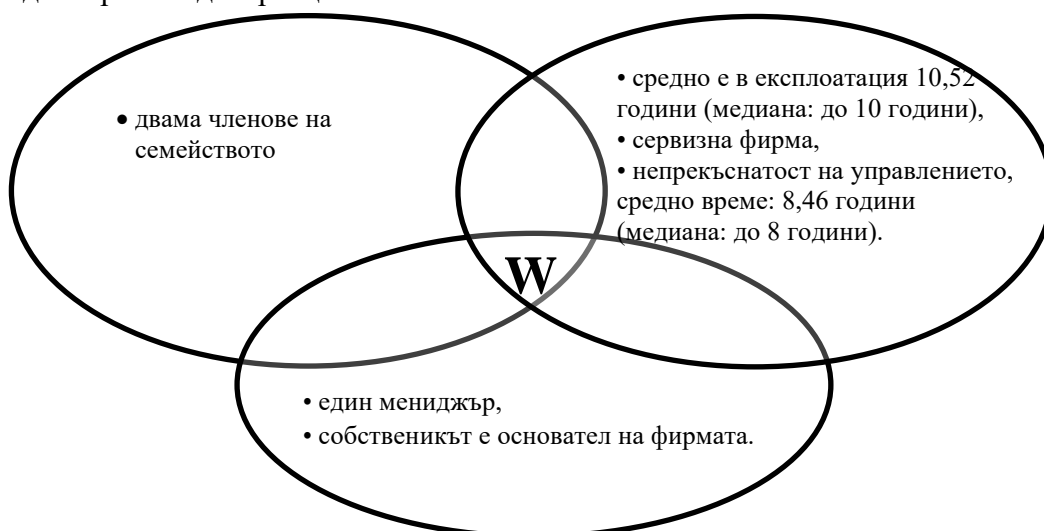 • двама членове на
семейството
• средно е в експлоатация 10,52
години (медиана: до 10 години),
• сервизна фирма,
• непрекъснатост на управлението,
средно време: 8,46 години
(медиана: до 8 години).
W
• един мениджър,
• собственикът е основател на фирмата.